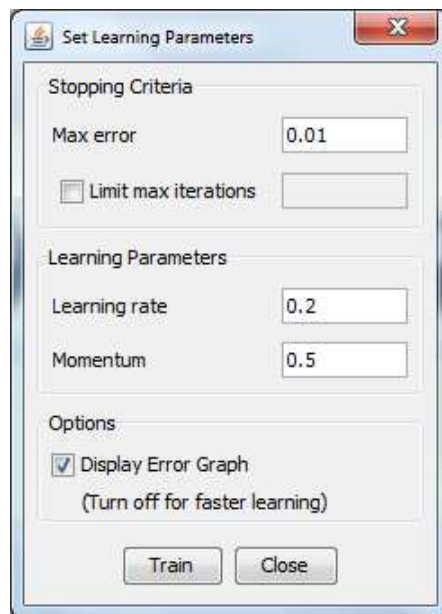 Set Learning Parameters
Stopping Criteria
Max error 0.01
Limit max iterations
Learning Parameters
Learning rate 0.2
Momentum 0.5
Options
Display Error Graph
(Turn off for faster learning)
Train Close